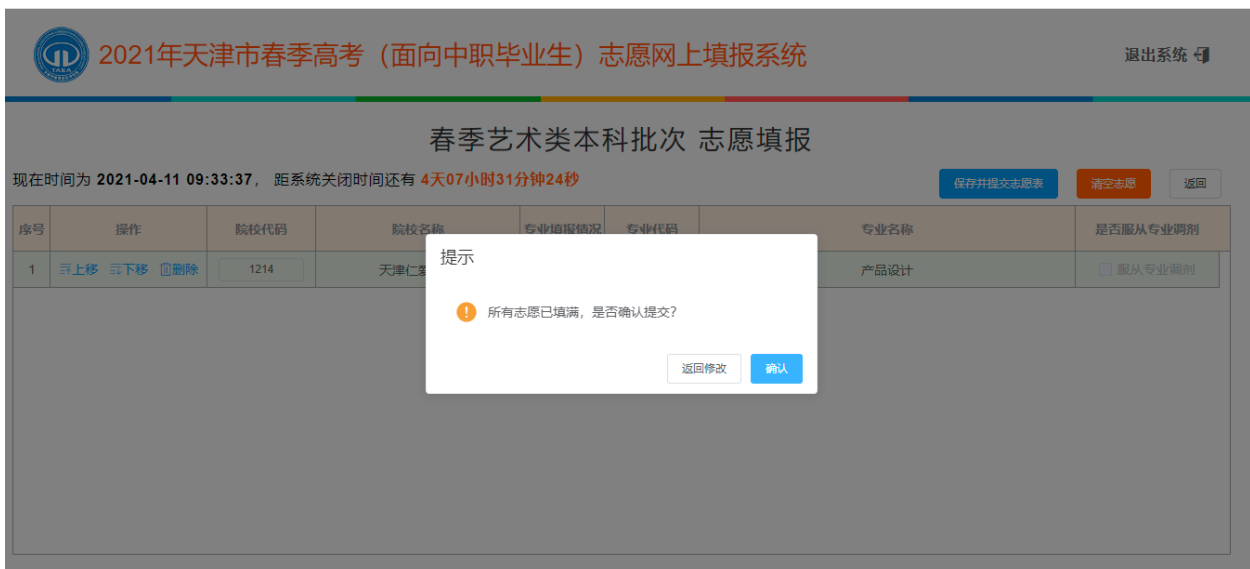 2021年天津市春季高考（面向中职毕业生）志愿网上填报系统
退出系统
春季艺术类本科批次 志愿填报
现在时间为 2021-04-11 09:33:37， 距系统关闭时间还有 4天07小时31分钟24秒
保存并提交志愿表 清空志愿 返回
序号 操作 院校代码 院校名称 专业填报情况 专业代码 专业名称 是否服从专业调剂
1 上移 下移 删除 1214 天津仁爱 产品设计 服从专业调剂
提示
所有志愿已填满，是否确认提交？
返回修改 确认